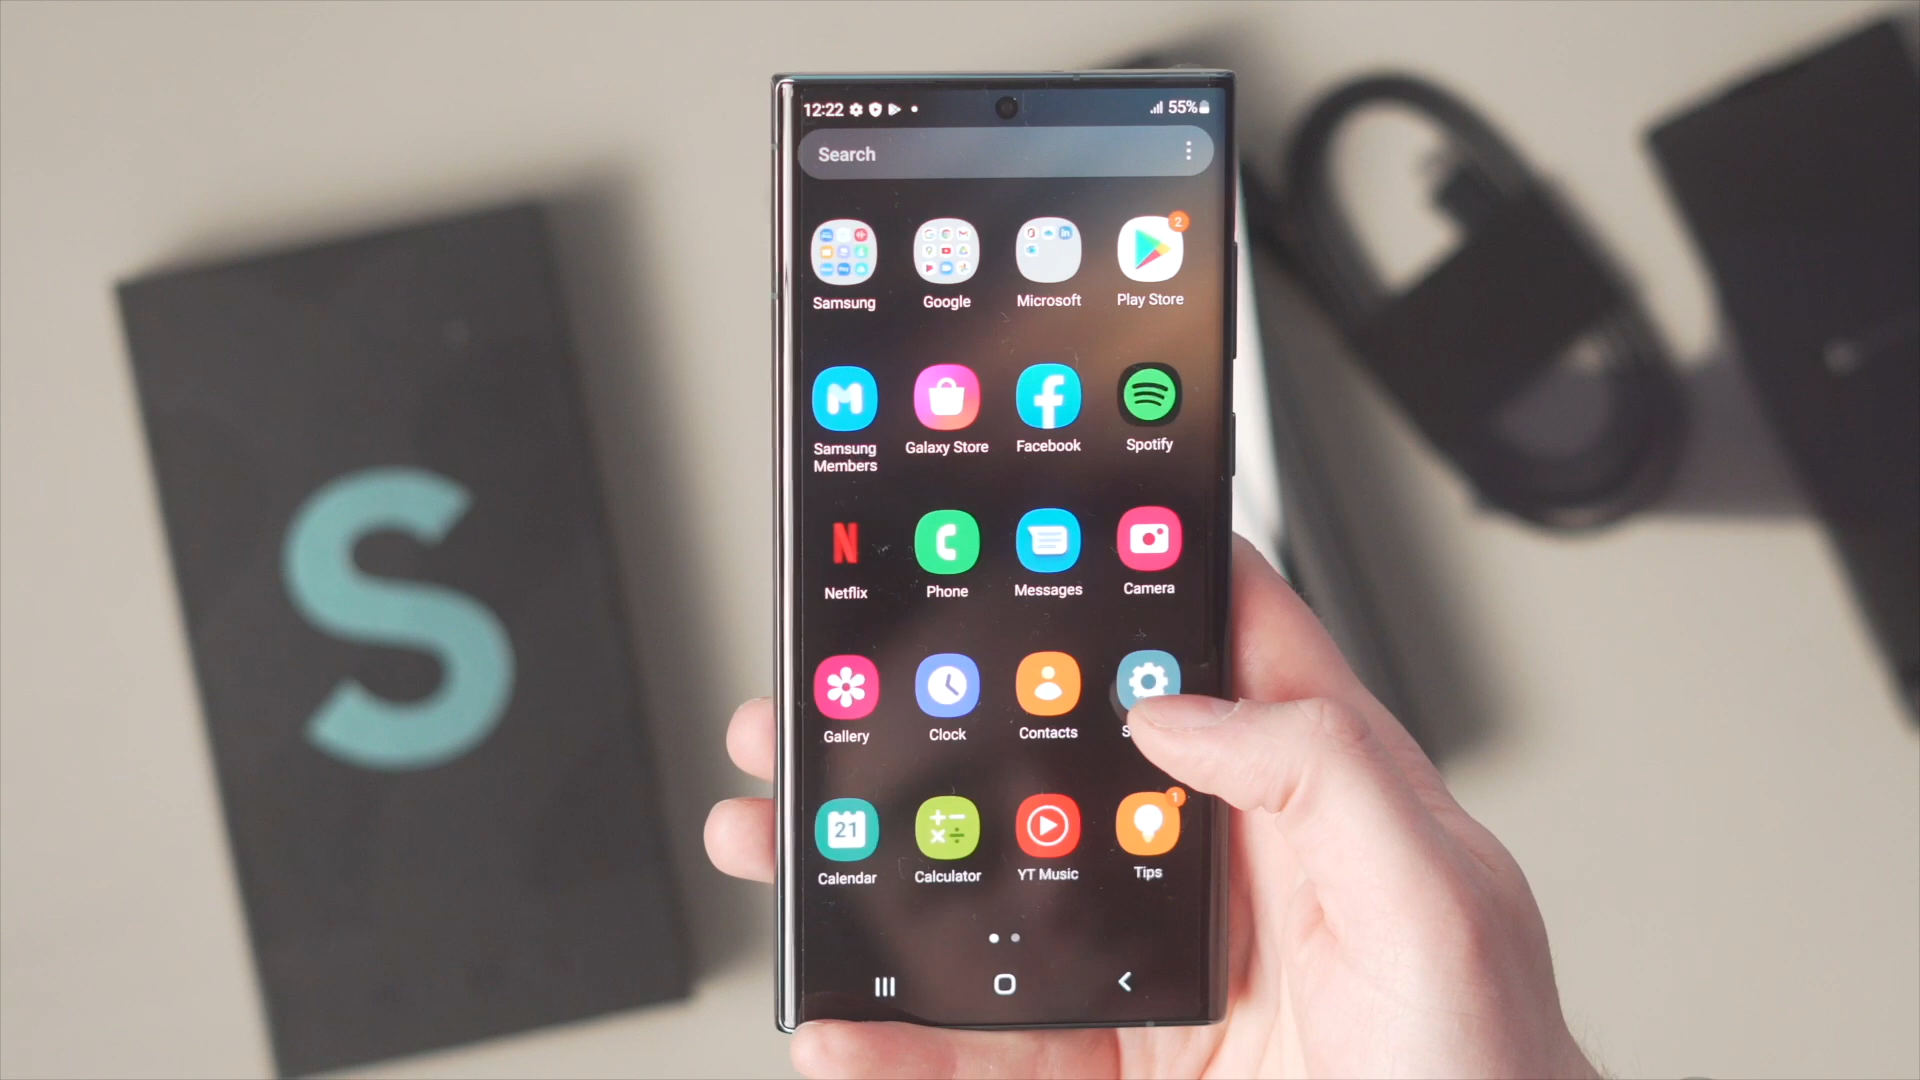 12:22
55%
Search
2
Samsung
Google
Microsoft
Play Store
Samsung
Members
Galaxy Store
Facebook
Spotify
N
Netflix
Phone
Messages
Camera
Gallery
Clock
Contacts
S
21
1
Calendar
Calculator
YT Music
Tips
S